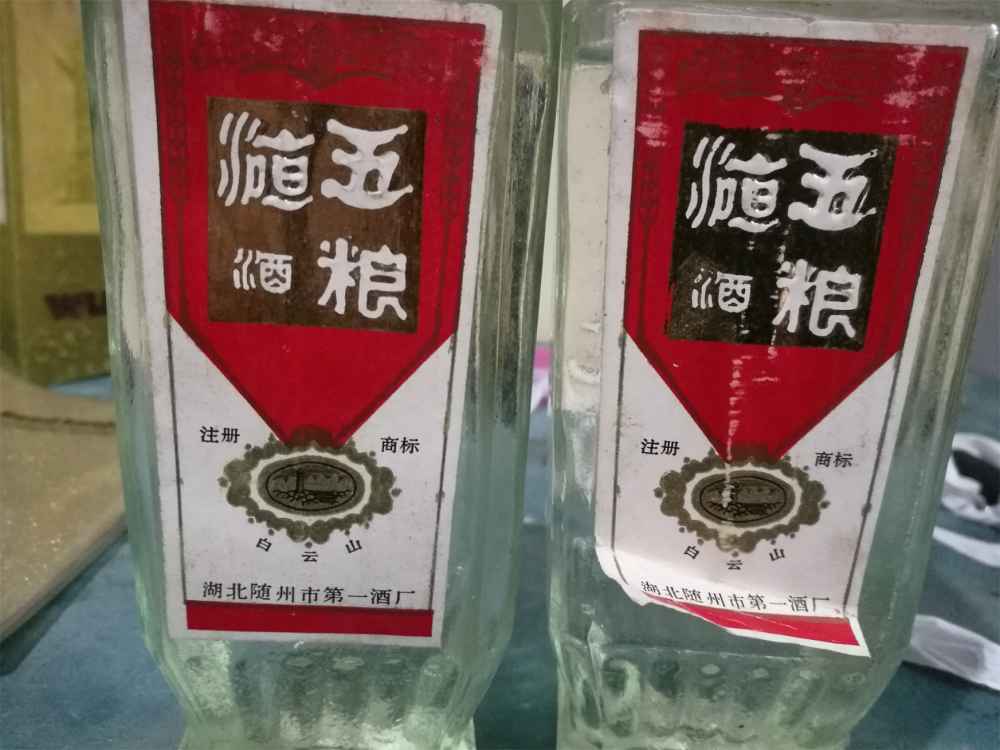 五粮
酒
注册 商标
白云山
湖北随州市第一酒厂
五粮
酒
注册 商标
白云山
湖北随州市第一酒厂